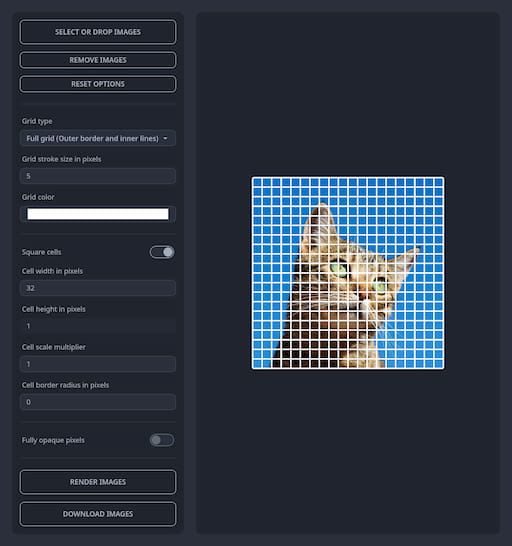 SELECT OR DROP IMAGES
REMOVE IMAGES
RESET OPTIONS
Grid type
Full grid (Outer border and inner lines)
Grid stroke size in pixels
5
Grid color
Square cells
Cell width in pixels
32
Cell height in pixels
1
Cell scale multiplier
1
Cell border radius in pixels
0
Fully opaque pixels
RENDER IMAGES
DOWNLOAD IMAGES